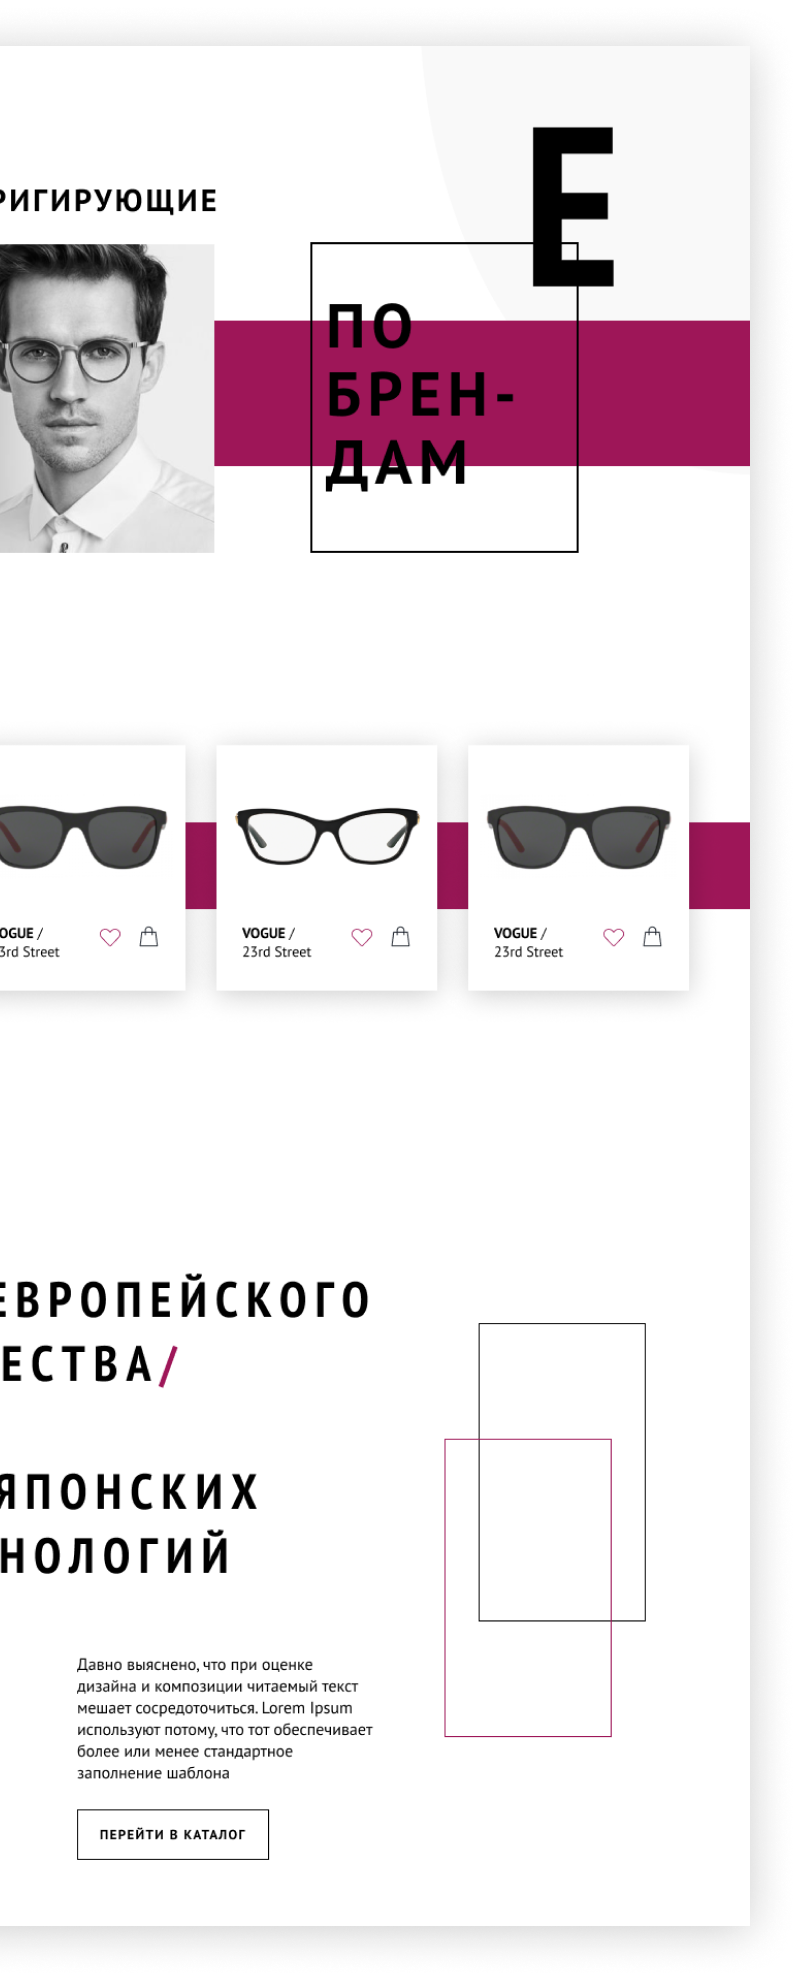 Е
РИГИРУЮЩИЕ
ПО
БРЕН-
ДАМ
OGUE /
3rd Street
VOGUE /
23rd Street
VOGUE /
23rd Street
ЕВРОПЕЙСКОГО
ЕСТВА/
ЯПОНСКИХ
НОЛОГИЙ
Давно выяснено, что при оценке
дизайна и композиции читаемый текст
мешает сосредоточиться. Lorem Ipsum
используют потому, что тот обеспечивает
более или менее стандартное
заполнение шаблона
ПЕРЕЙТИ В КАТАЛОГ